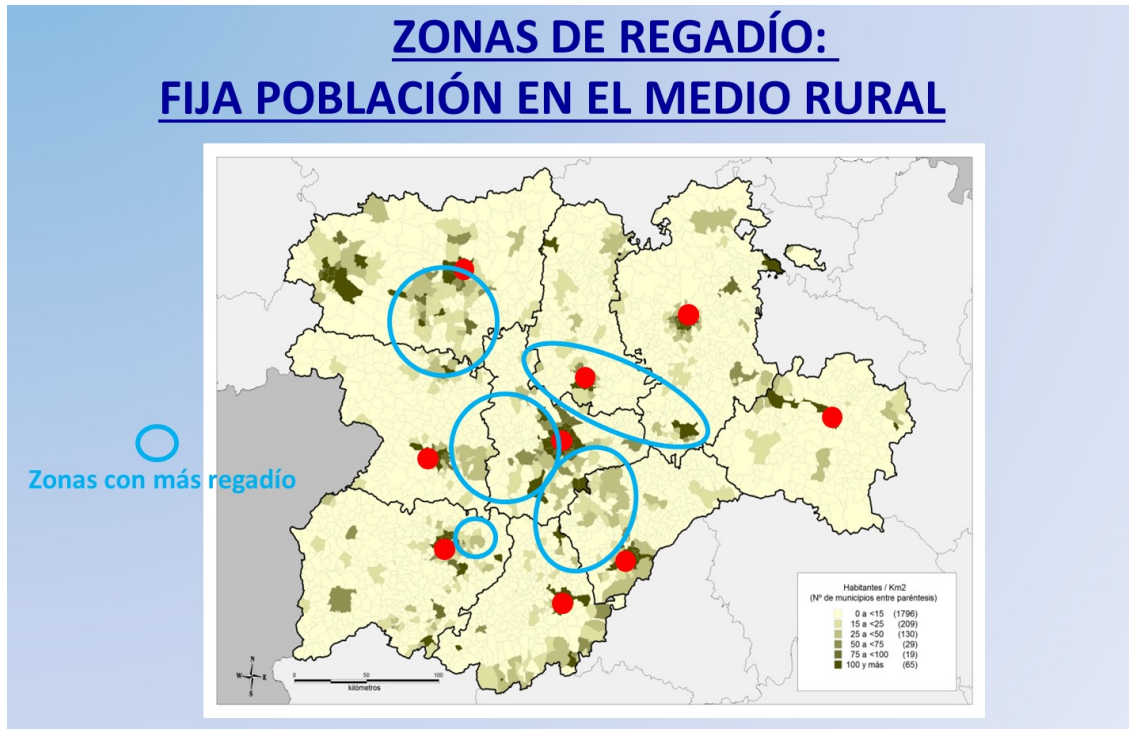 ZONAS DE REGADÍO:
FIJA POBLACIÓN EN EL MEDIO RURAL
Zonas con más regadío
Habitantes / Km2
(Nº de municipios entre paréntesis)
0 a <15 (1796)
15 a <25 (209)
25 a <50 (130)
50 a <75 (29)
75 a <100 (19)
100 y más (65)
N
W E
S
0 50 100
kilómetros